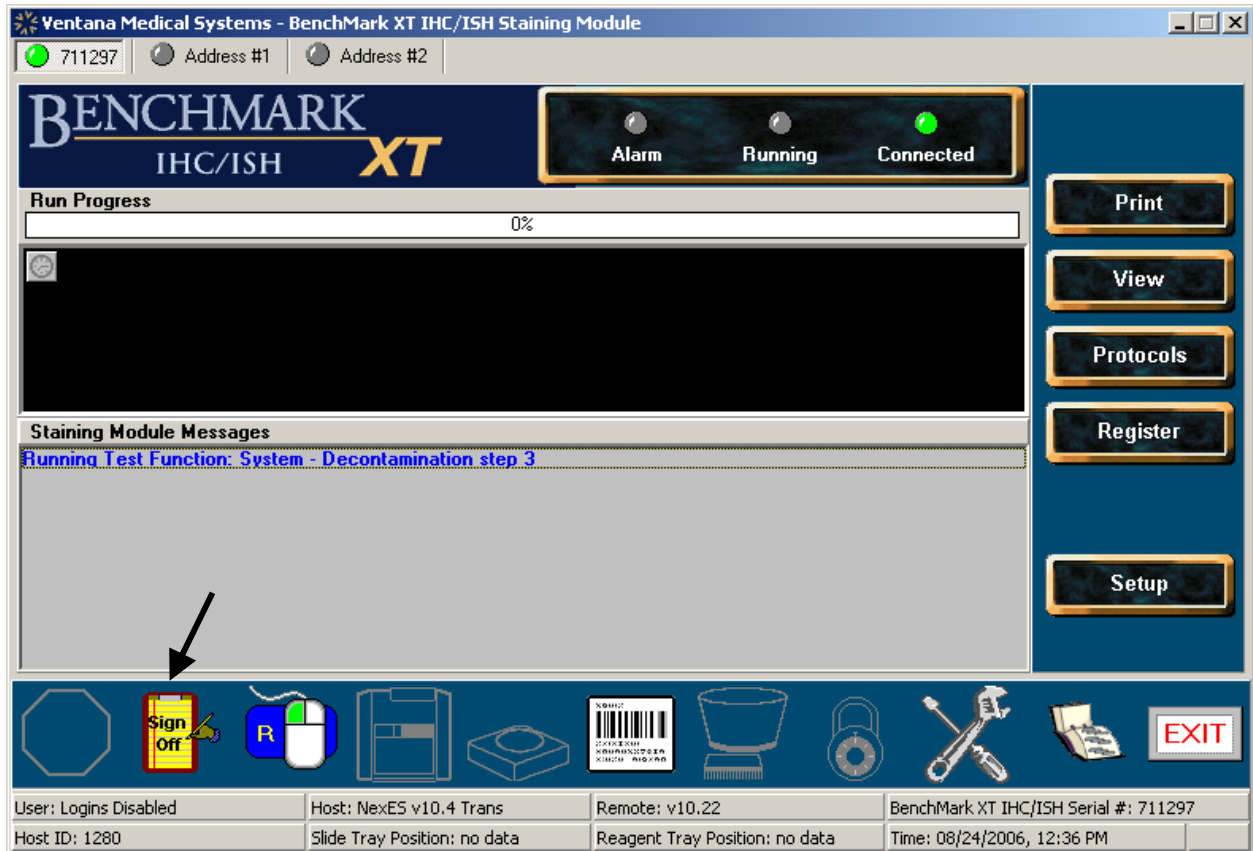 Ventana Medical Systems - BenchMark XT IHC/ISH Staining Module
711297 Address #1 Address #2
BENCHMARK
IHC/ISH XT
Alarm Running Connected
Run Progress
0%
Print
View
Protocols
Register
Setup
Staining Module Messages
Running Test Function: System - Decontamination step 3
Sign
Off
R
EXIT
User: Logins Disabled Host: NexES v10.4 Trans Remote: v10.22 BenchMark XT IHC/ISH Serial #: 711297
Host ID: 1280 Slide Tray Position: no data Reagent Tray Position: no data Time: 08/24/2006, 12:36 PM